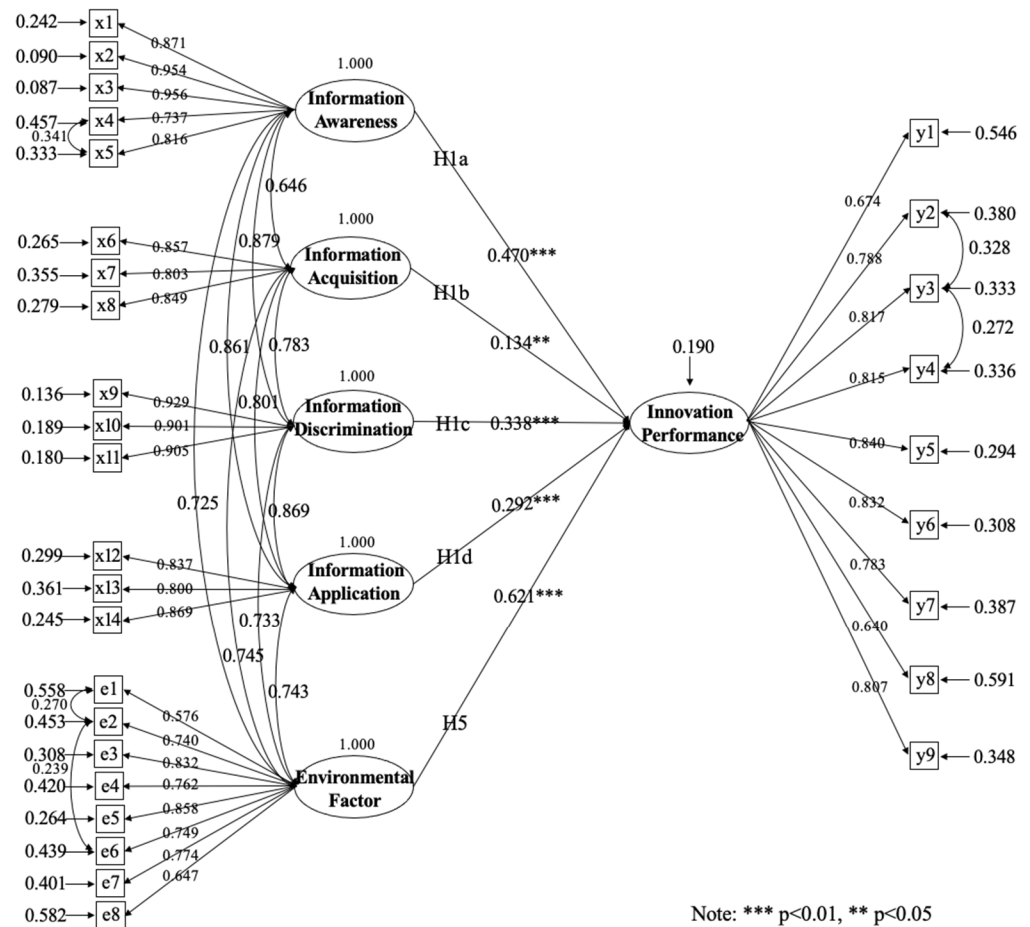 0.242 x1
0.090 x2
0.087 x3
0.457 x4
0.341
0.333 x5
0.871
0.954
0.956
0.737
0.816
1.000
Information
Awareness
H1a
0.470***
0.646
0.879
0.265 x6
0.355 x7
0.279 x8
0.857
0.803
0.849
1.000
Information
Acquisition
H1b
0.134**
0.861
0.783
0.801
0.136 x9
0.189 x10
0.180 x11
0.929
0.901
0.905
1.000
Information
Discrimination
H1c 0.338***
0.725
0.869
0.299 x12
0.361 x13
0.245 x14
0.837
0.800
0.869
1.000
Information
Application
H1d
0.292***
0.733
0.745
0.743
0.558 e1
0.270
0.453 e2
0.308 e3
0.239
0.420 e4
0.264 e5
0.439 e6
0.401 e7
0.582 e8
0.576
0.740
0.832
0.762
0.858
0.749
0.774
0.647
1.000
Environmental
Factor
H5
0.621***
0.190
Innovation
Performance
0.674
0.788
0.817
0.815
0.840
0.832
0.783
0.640
0.807
y1 0.546
y2 0.380
0.328
y3 0.333
0.272
y4 0.336
y5 0.294
y6 0.308
y7 0.387
y8 0.591
y9 0.348
Note: *** p<0.01, ** p<0.05